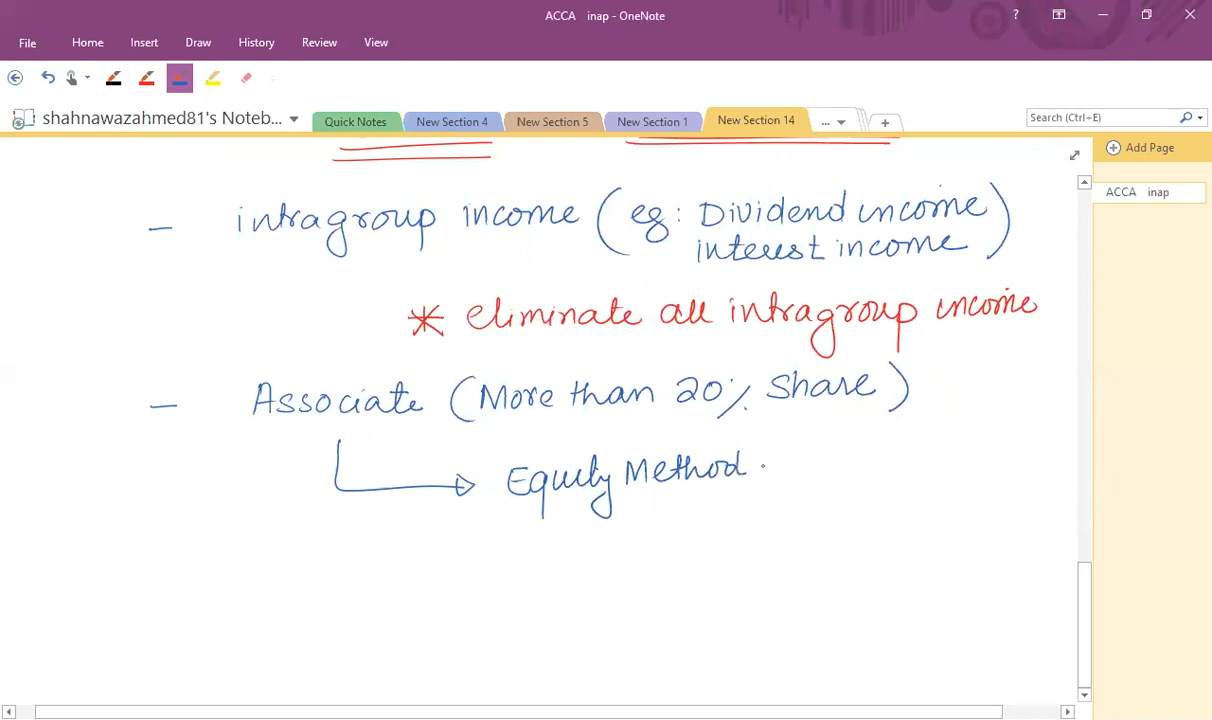 ACCA inap - OneNote
?
File Home Insert Draw History Review View
shahnawazahmed81's Noteb... Quick Notes New Section 4 New Section 5 New Section 1 New Section 14 ... + Search (Ctrl+E)
Add Page
ACCA inap
- intragroup income (eg: Dividend income
interest income)
* eliminate all intragroup income
- Associate (More than 20% Share)
Equity Method